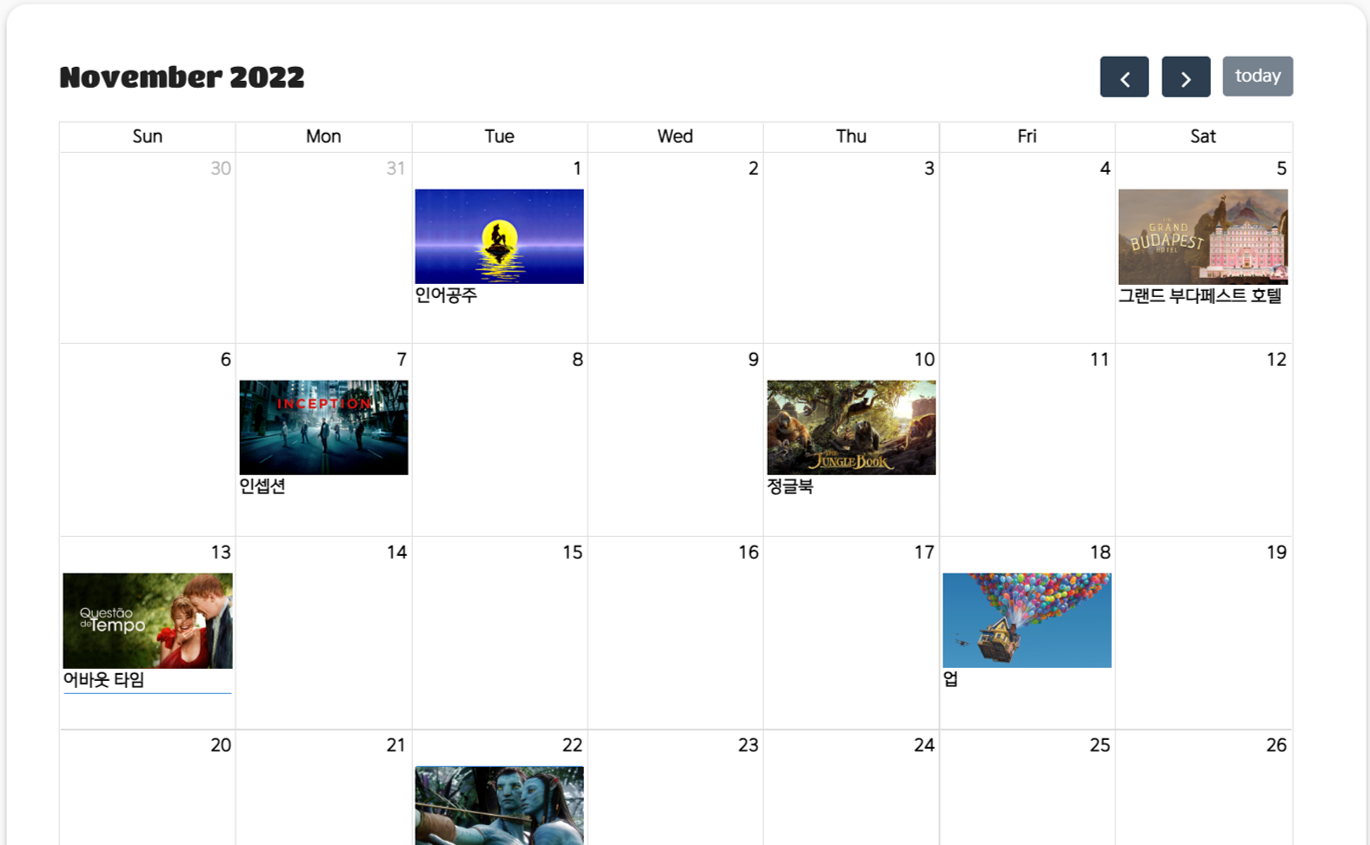 November 2022
today
Sun Mon Tue Wed Thu Fri Sat
30 31 1 2 3 4 5
GRAND
BUDAPEST
HOTEL
인어공주
그랜드 부다페스트 호텔
6 7 8 9 10 11 12
INCEPTION
THE
JUNGLE BOOK
인셉션
정글북
13 14 15 16 17 18 19
Questão
de Tempo
어바웃 타임
업
20 21 22 23 24 25 26